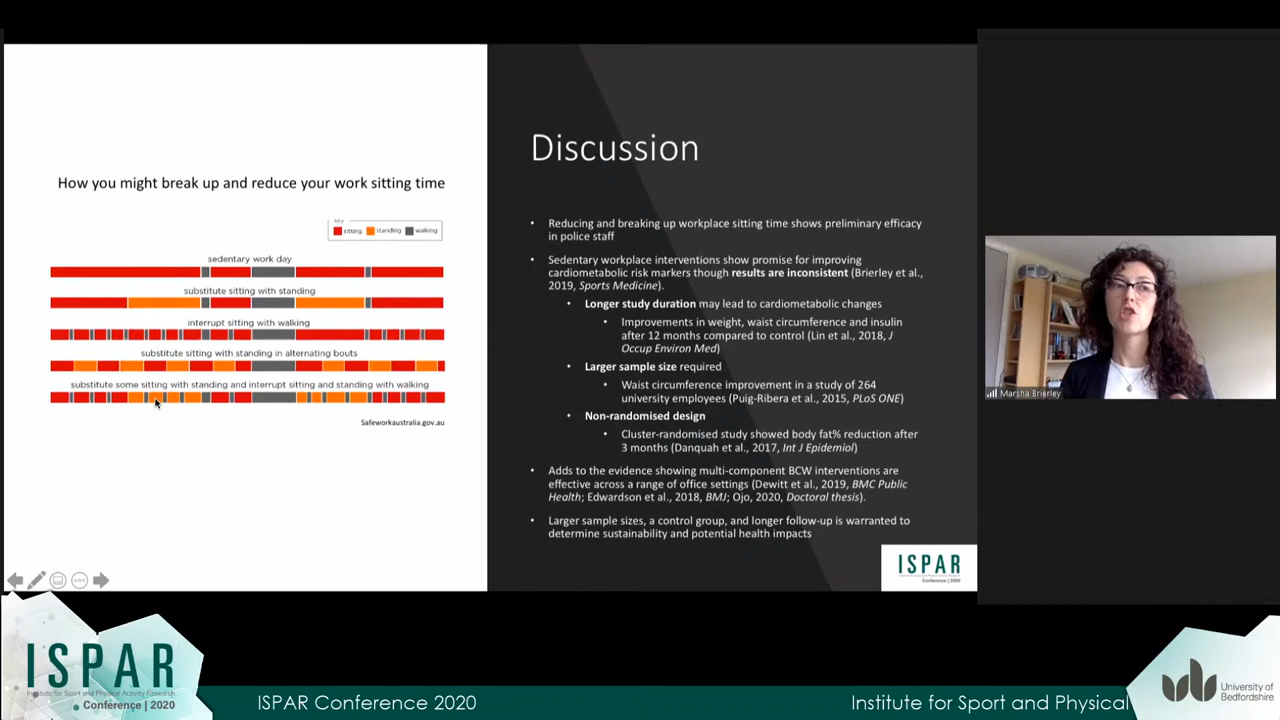 How you might break up and reduce your work sitting time
key
sitting standing walking
sedentary work day
substitute sitting with standing
interrupt sitting with walking
substitute sitting with standing in alternating bouts
substitute some sitting with standing and interrupt sitting and standing with walking
Safeworkaustralia.gov.au
Discussion
• Reducing and breaking up workplace sitting time shows preliminary efficacy
in police staff
• Sedentary workplace interventions show promise for improving
cardiometabolic risk markers though results are inconsistent (Brierley et al.,
2019, Sports Medicine).
• Longer study duration may lead to cardiometabolic changes
• Improvements in weight, waist circumference and insulin
after 12 months compared to control (Lin et al., 2018, J
Occup Environ Med)
• Larger sample size required
• Waist circumference improvement in a study of 264
university employees (Puig-Ribera et al., 2015, PLoS ONE)
• Non-randomised design
• Cluster-randomised study showed body fat% reduction after
3 months (Danquah et al., 2017, Int J Epidemiol)
• Adds to the evidence showing multi-component BCW interventions are
effective across a range of office settings (Dewitt et al., 2019, BMC Public
Health; Edwardson et al., 2018, BMJ; Ojo, 2020, Doctoral thesis).
• Larger sample sizes, a control group, and longer follow-up is warranted to
determine sustainability and potential health impacts
ISPAR
Institute for Sport and Physical Activity Research
Conference | 2020
Marsha Brierley
ISPAR
Institute for Sport and Physical Activity Research
Conference | 2020
ISPAR Conference 2020
Institute for Sport and Physical
University of
Bedfordshire